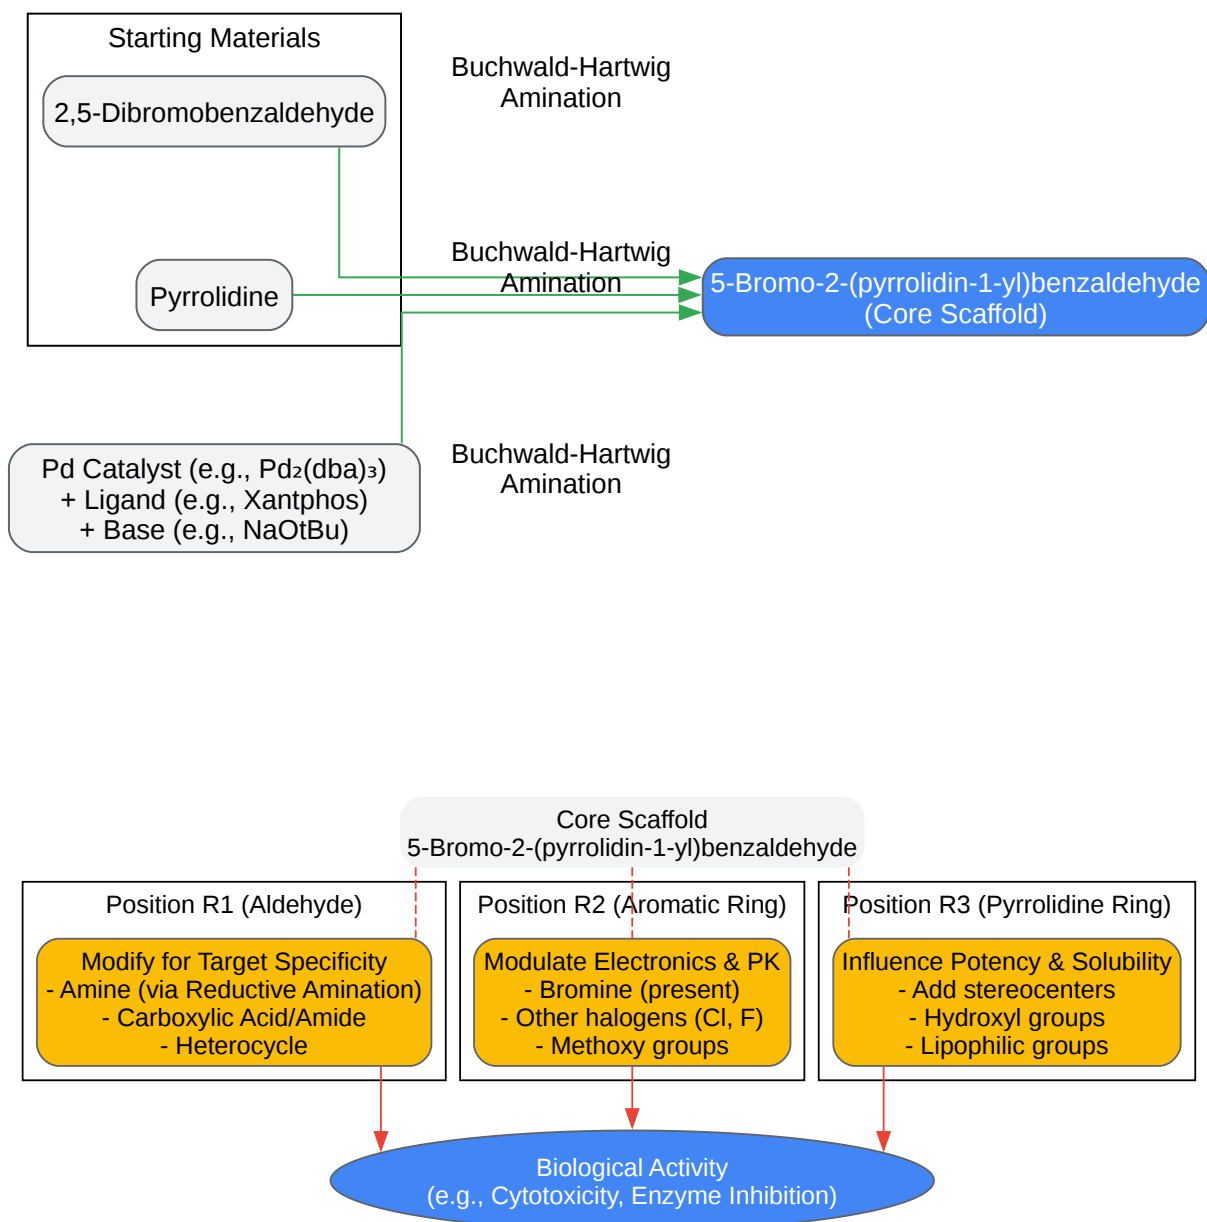 Starting Materials
2,5-Dibromobenzaldehyde
Buchwald-Hartwig
Amination
Pyrrolidine
Buchwald-Hartwig
Amination
5-Bromo-2-(pyrrolidin-1-yl)benzaldehyde
(Core Scaffold)
Pd Catalyst (e.g., Pd₂(dba)₃)
+ Ligand (e.g., Xantphos)
+ Base (e.g., NaOtBu)
Buchwald-Hartwig
Amination
Core Scaffold
5-Bromo-2-(pyrrolidin-1-yl)benzaldehyde
Position R1 (Aldehyde)
Modify for Target Specificity
- Amine (via Reductive Amination)
- Carboxylic Acid/Amide
- Heterocycle
Position R2 (Aromatic Ring)
Modulate Electronics & PK
- Bromine (present)
- Other halogens (Cl, F)
- Methoxy groups
Position R3 (Pyrrolidine Ring)
Influence Potency & Solubility
- Add stereocenters
- Hydroxyl groups
- Lipophilic groups
Biological Activity
(e.g., Cytotoxicity, Enzyme Inhibition)